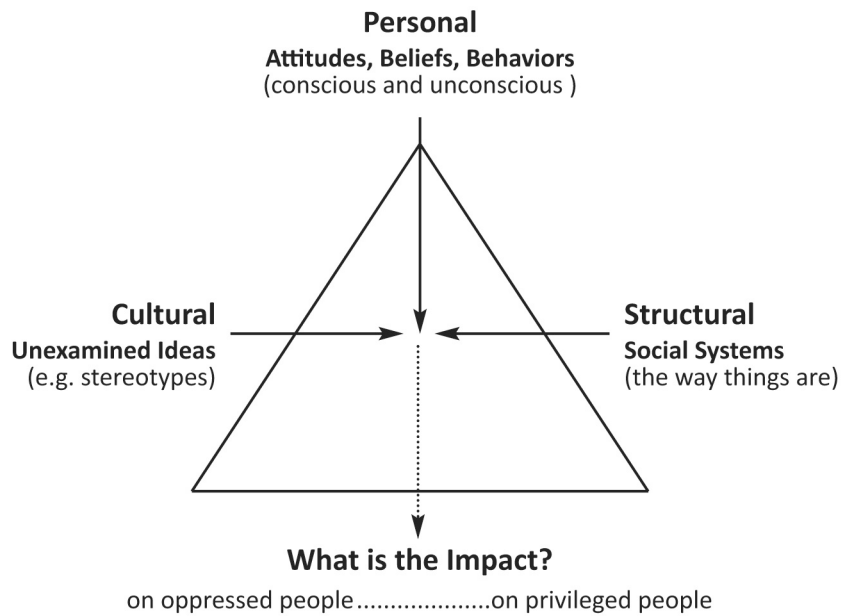 Personal
Attitudes, Beliefs, Behaviors
(conscious and unconscious )
Cultural
Unexamined Ideas
(e.g. stereotypes)
Structural
Social Systems
(the way things are)
What is the Impact?
on oppressed people....................on privileged people